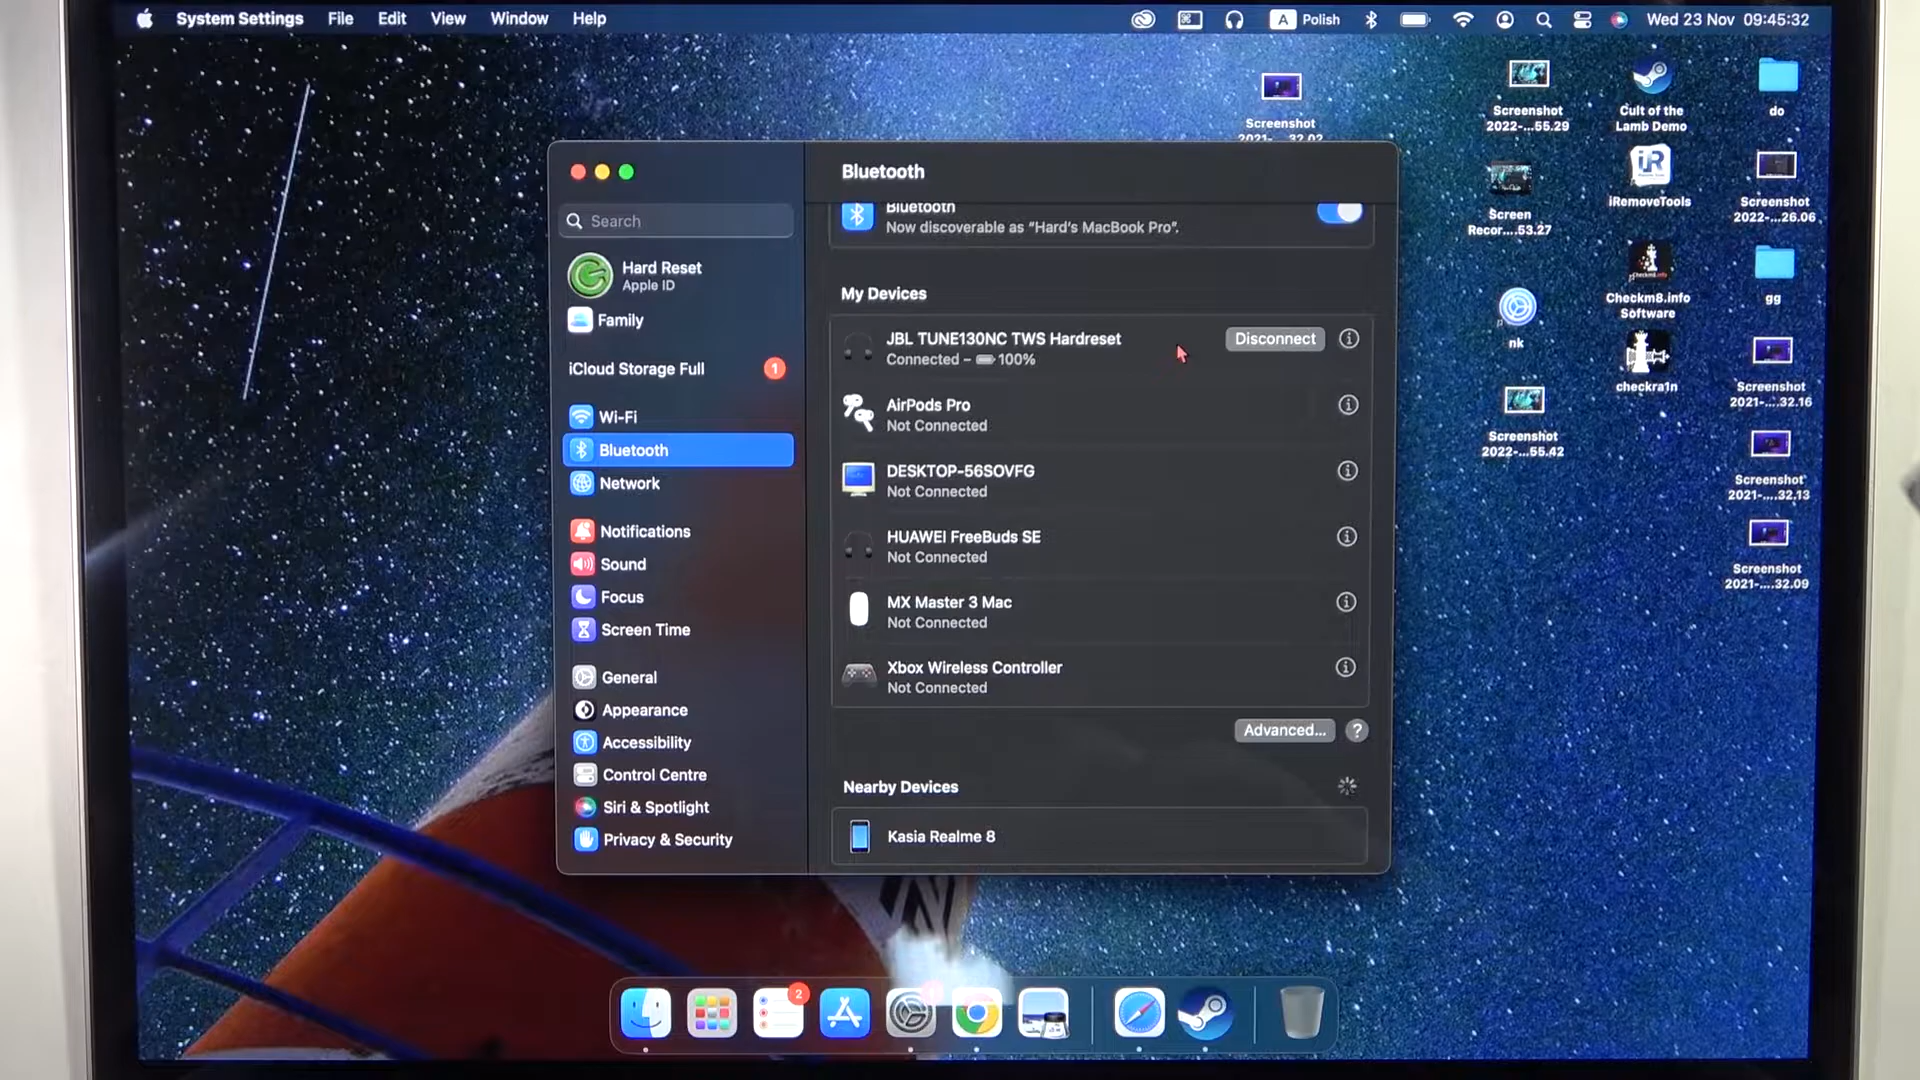 System Settings File Edit View Window Help A Polish Wed 23 Nov 09:45:32
Screenshot
2021-....32.02
Screenshot
2022-...55.29
Cult of the
Lamb Demo
do
Screen
Recor....53.27
iR
iRemoveTools
Screenshot
2022-...26.06
nk
Checkm8.info
Checkm8.info
Software
gg
Screenshot
2022-...55.42
checkra1n
Screenshot
2021-....32.16
Screenshot
2021-....32.13
Screenshot
2021-....32.09
Search
Hard Reset
Apple ID
Family
iCloud Storage Full 1
Wi-Fi
Bluetooth
Network
Notifications
Sound
Focus
Screen Time
General
Appearance
Accessibility
Control Centre
Siri & Spotlight
Privacy & Security
Bluetooth
Bluetooth
Now discoverable as “Hard’s MacBook Pro”.
My Devices
JBL TUNE130NC TWS Hardreset Disconnect
Connected – 100%
AirPods Pro
Not Connected
DESKTOP-56SOVFG
Not Connected
HUAWEI FreeBuds SE
Not Connected
MX Master 3 Mac
Not Connected
Xbox Wireless Controller
Not Connected
Advanced... ?
Nearby Devices
Kasia Realme 8
2